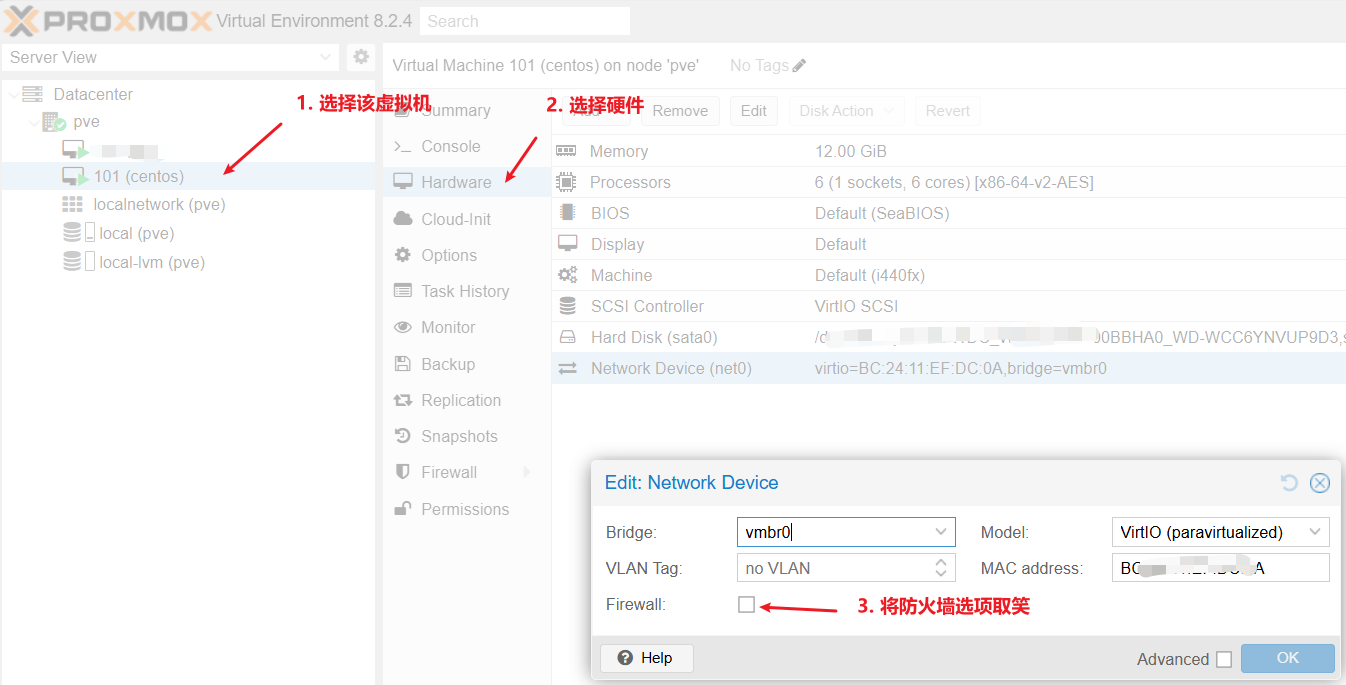 PROXMOX Virtual Environment 8.2.4 Search
Server View
Datacenter
pve
101 (centos)
localnetwork (pve)
local (pve)
local-lvm (pve)
1. 选择该虚拟机
Virtual Machine 101 (centos) on node 'pve' No Tags
Summary
Console
Hardware
Cloud-Init
Options
Task History
Monitor
Backup
Replication
Snapshots
Firewall
Permissions
2. 选择硬件
Add Remove Edit Disk Action Revert
Memory 12.00 GiB
Processors 6 (1 sockets, 6 cores) [x86-64-v2-AES]
BIOS Default (SeaBIOS)
Display Default
Machine Default (i440fx)
SCSI Controller VirtIO SCSI
Hard Disk (sata0) 00BBHA0_WD-WCC6YNVUP9D3,s
Network Device (net0) virtio=BC:24:11:EF:DC:0A,bridge=vmbr0
Edit: Network Device
Bridge: vmbr0 Model: VirtIO (paravirtualized)
VLAN Tag: no VLAN MAC address:
Firewall: 3. 将防火墙选项取笑
Help Advanced OK